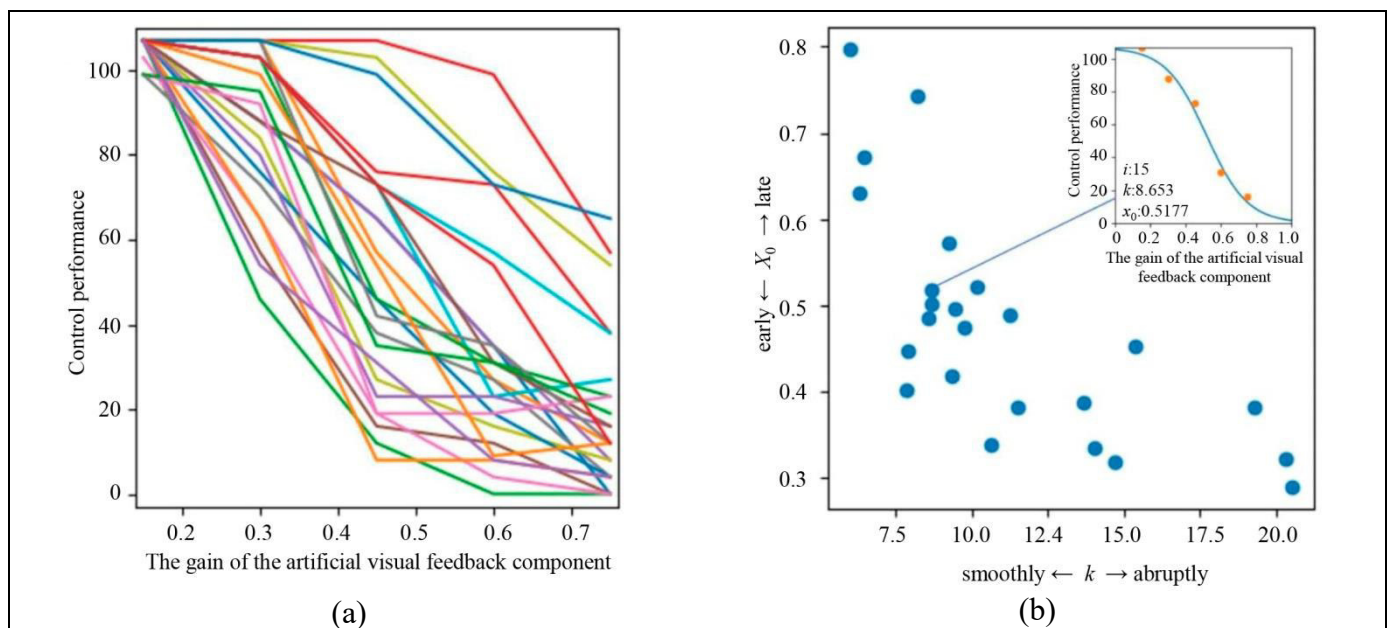 100
80
60
40
20
0
Control performance
0.2 0.3 0.4 0.5 0.6 0.7
The gain of the artificial visual feedback component
(a)
0.8
0.7
0.6
0.5
0.4
0.3
early ← X0 → late
7.5 10.0 12.4 15.0 17.5 20.0
smoothly ← k → abruptly
(b)
100
80
60
40
20
0
Control performance
i:15
k:8.653
x0:0.5177
0 0.2 0.4 0.6 0.8 1.0
The gain of the artificial visual
feedback component